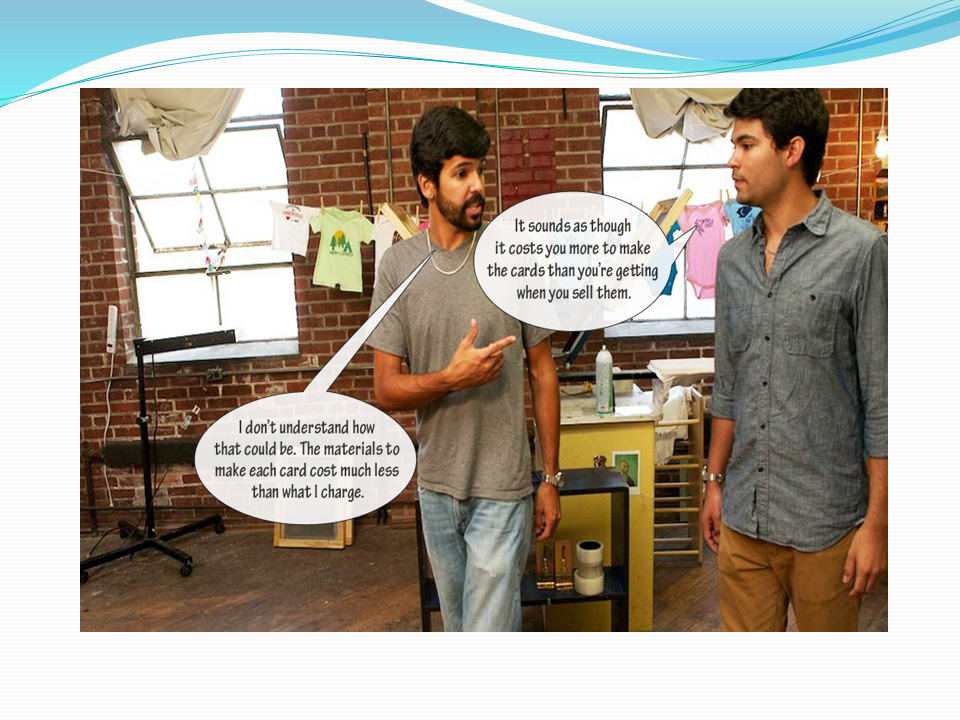 It sounds as though
it costs you more to make
the cards than you're getting
when you sell them.
I don't understand how
that could be. The materials to
make each card cost much less
than what I charge.